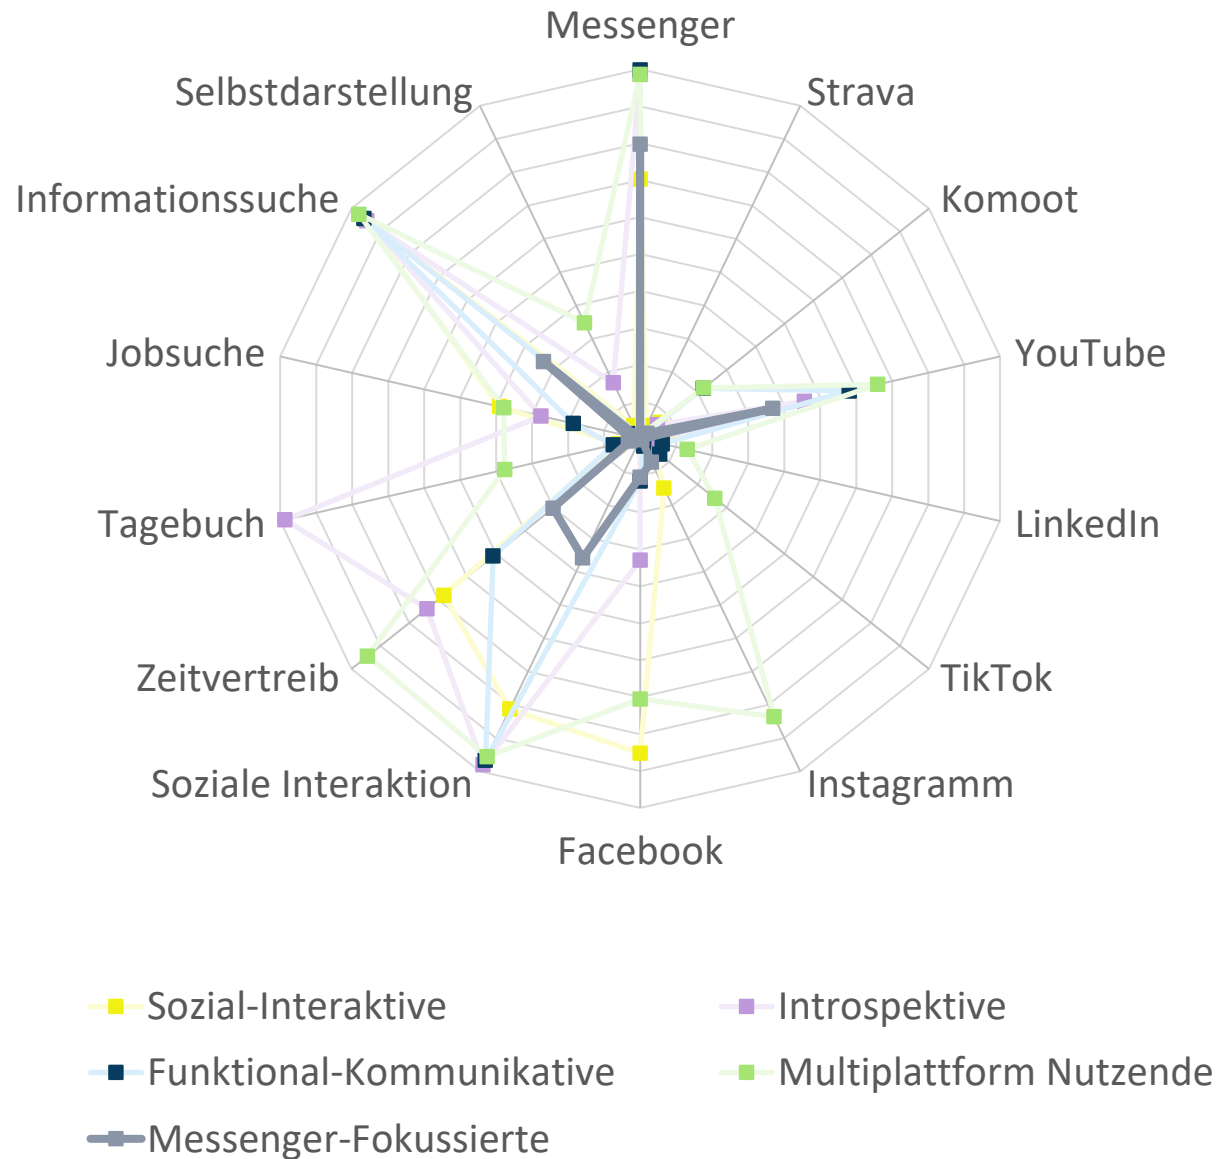 Messenger
Selbstdarstellung
Strava
Informationssuche
Komoot
Jobsuche
YouTube
Tagebuch
LinkedIn
Zeitvertreib
TikTok
Soziale Interaktion
Instagramm
Facebook
Sozial-Interaktive
Introspektive
Funktional-Kommunikative
Multiplattform Nutzende
Messenger-Fokussierte